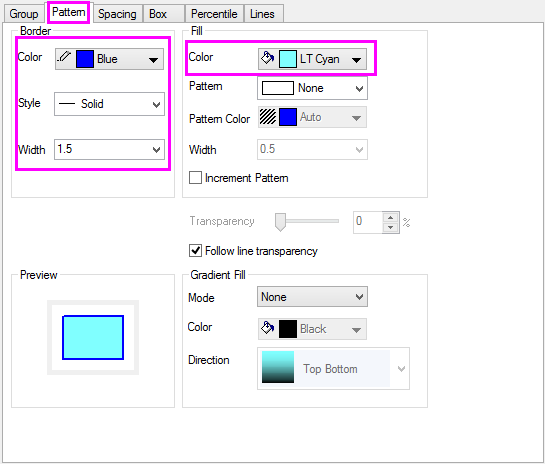 Group Pattern Spacing Box Percentile Lines
Border
Color Blue
Style Solid
Width 1.5
Fill
Color LT Cyan
Pattern None
Pattern Color Auto
Width 0.5
Increment Pattern
Transparency 0 %
Follow line transparency
Preview
Gradient Fill
Mode None
Color Black
Direction Top Bottom